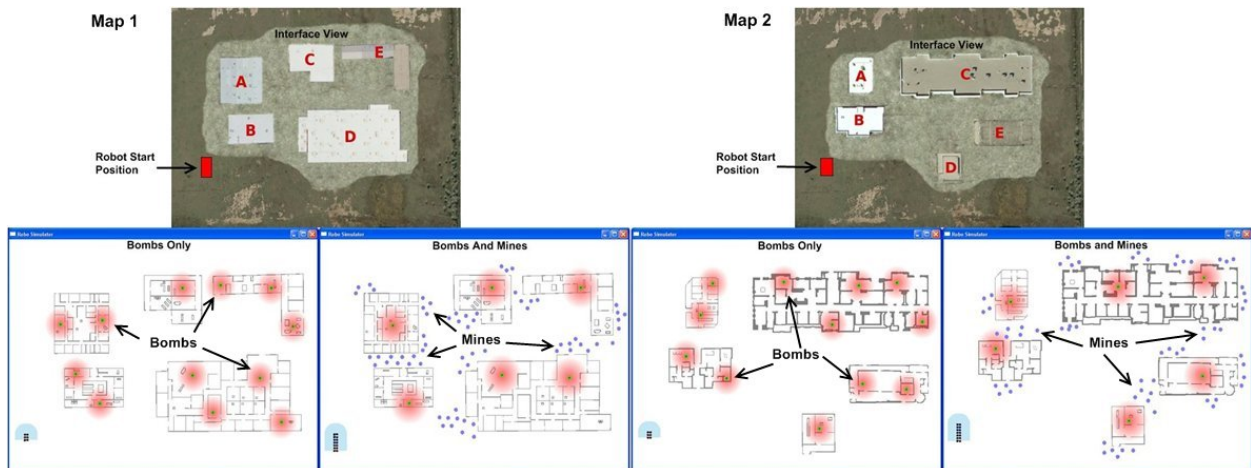 Map 1
Interface View
A
B
C
D
E
Robot Start
Position
Map 2
Interface View
A
B
C
D
E
Robot Start
Position
Robo Simulator
Bombs Only
Bombs
Robo Simulator
Bombs And Mines
Mines
Robo Simulator
Bombs Only
Bombs
Robo Simulator
Bombs and Mines
Mines